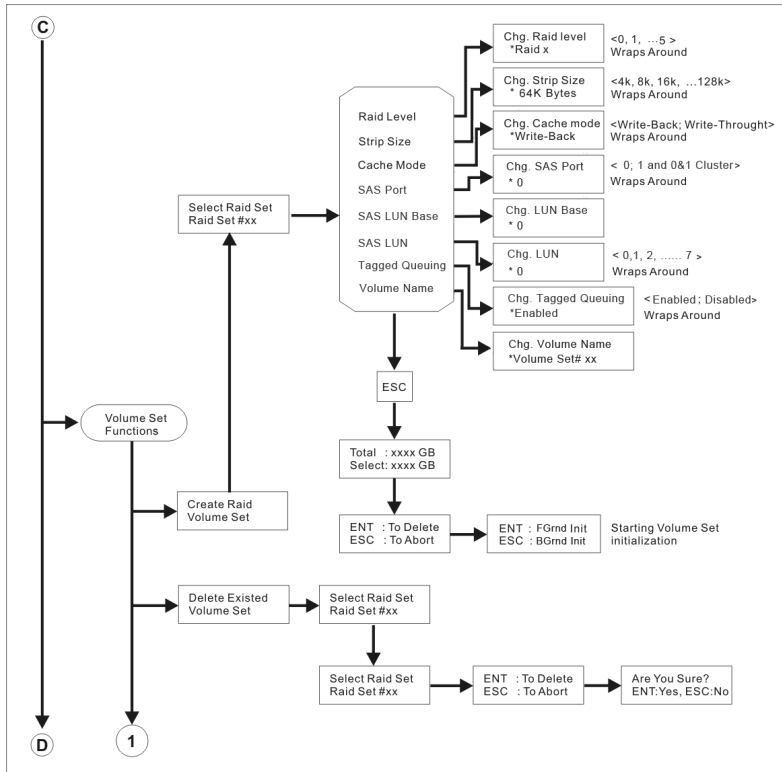 C
Chg. Raid level
*Raid x
<0, 1, ...5 >
Wraps Around
Chg. Strip Size
* 64K Bytes
<4k, 8k, 16k, ...128k>
Wraps Around
Chg. Cache mode
*Write-Back
<Write-Back; Write-Throught>
Wraps Around
Chg. SAS Port
* 0
< 0; 1 and 0&1 Cluster>
Wraps Around
Chg. LUN Base
* 0
Chg. LUN
* 0
< 0,1, 2, ...... 7 >
Wraps Around
Chg. Tagged Queuing
*Enabled
<Enabled; Disabled>
Wraps Around
Chg. Volume Name
*Volume Set# xx
Raid Level
Strip Size
Cache Mode
SAS Port
SAS LUN Base
SAS LUN
Tagged Queuing
Volume Name
Select Raid Set
Raid Set #xx
ESC
Volume Set
Functions
Total : xxxx GB
Select: xxxx GB
Create Raid
Volume Set
ENT : To Delete
ESC : To Abort
ENT : FGrnd Init
ESC : BGrnd Init
Starting Volume Set
initialization
Delete Existed
Volume Set
Select Raid Set
Raid Set #xx
Select Raid Set
Raid Set #xx
ENT : To Delete
ESC : To Abort
Are You Sure?
ENT:Yes, ESC:No
D
1